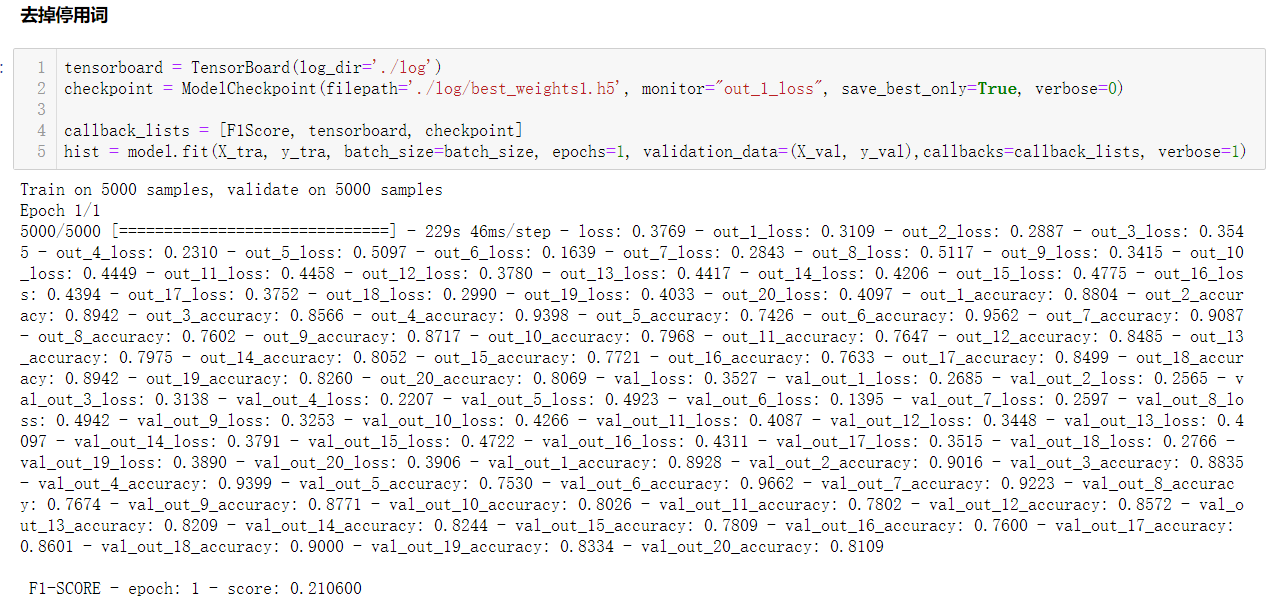 去掉停用词
:
1 tensorboard = TensorBoard(log_dir='./log')
2 checkpoint = ModelCheckpoint(filepath='./log/best_weights1.h5', monitor="out_1_loss", save_best_only=True, verbose=0)
3
4 callback_lists = [F1Score, tensorboard, checkpoint]
5 hist = model.fit(X_tra, y_tra, batch_size=batch_size, epochs=1, validation_data=(X_val, y_val),callbacks=callback_lists, verbose=1)
Train on 5000 samples, validate on 5000 samples
Epoch 1/1
5000/5000 [==============================] - 229s 46ms/step - loss: 0.3769 - out_1_loss: 0.3109 - out_2_loss: 0.2887 - out_3_loss: 0.354
5 - out_4_loss: 0.2310 - out_5_loss: 0.5097 - out_6_loss: 0.1639 - out_7_loss: 0.2843 - out_8_loss: 0.5117 - out_9_loss: 0.3415 - out_10
_loss: 0.4449 - out_11_loss: 0.4458 - out_12_loss: 0.3780 - out_13_loss: 0.4417 - out_14_loss: 0.4206 - out_15_loss: 0.4775 - out_16_los
s: 0.4394 - out_17_loss: 0.3752 - out_18_loss: 0.2990 - out_19_loss: 0.4033 - out_20_loss: 0.4097 - out_1_accuracy: 0.8804 - out_2_accur
acy: 0.8942 - out_3_accuracy: 0.8566 - out_4_accuracy: 0.9398 - out_5_accuracy: 0.7426 - out_6_accuracy: 0.9562 - out_7_accuracy: 0.9087
- out_8_accuracy: 0.7602 - out_9_accuracy: 0.8717 - out_10_accuracy: 0.7968 - out_11_accuracy: 0.7647 - out_12_accuracy: 0.8485 - out_13
_accuracy: 0.7975 - out_14_accuracy: 0.8052 - out_15_accuracy: 0.7721 - out_16_accuracy: 0.7633 - out_17_accuracy: 0.8499 - out_18_accur
acy: 0.8942 - out_19_accuracy: 0.8260 - out_20_accuracy: 0.8069 - val_loss: 0.3527 - val_out_1_loss: 0.2685 - val_out_2_loss: 0.2565 - v
al_out_3_loss: 0.3138 - val_out_4_loss: 0.2207 - val_out_5_loss: 0.4923 - val_out_6_loss: 0.1395 - val_out_7_loss: 0.2597 - val_out_8_lo
ss: 0.4942 - val_out_9_loss: 0.3253 - val_out_10_loss: 0.4266 - val_out_11_loss: 0.4087 - val_out_12_loss: 0.3448 - val_out_13_loss: 0.4
097 - val_out_14_loss: 0.3791 - val_out_15_loss: 0.4722 - val_out_16_loss: 0.4311 - val_out_17_loss: 0.3515 - val_out_18_loss: 0.2766 -
val_out_19_loss: 0.3890 - val_out_20_loss: 0.3906 - val_out_1_accuracy: 0.8928 - val_out_2_accuracy: 0.9016 - val_out_3_accuracy: 0.8835
- val_out_4_accuracy: 0.9399 - val_out_5_accuracy: 0.7530 - val_out_6_accuracy: 0.9662 - val_out_7_accuracy: 0.9223 - val_out_8_accurac
y: 0.7674 - val_out_9_accuracy: 0.8771 - val_out_10_accuracy: 0.8026 - val_out_11_accuracy: 0.7802 - val_out_12_accuracy: 0.8572 - val_o
ut_13_accuracy: 0.8209 - val_out_14_accuracy: 0.8244 - val_out_15_accuracy: 0.7809 - val_out_16_accuracy: 0.7600 - val_out_17_accuracy:
0.8601 - val_out_18_accuracy: 0.9000 - val_out_19_accuracy: 0.8334 - val_out_20_accuracy: 0.8109
F1-SCORE - epoch: 1 - score: 0.210600